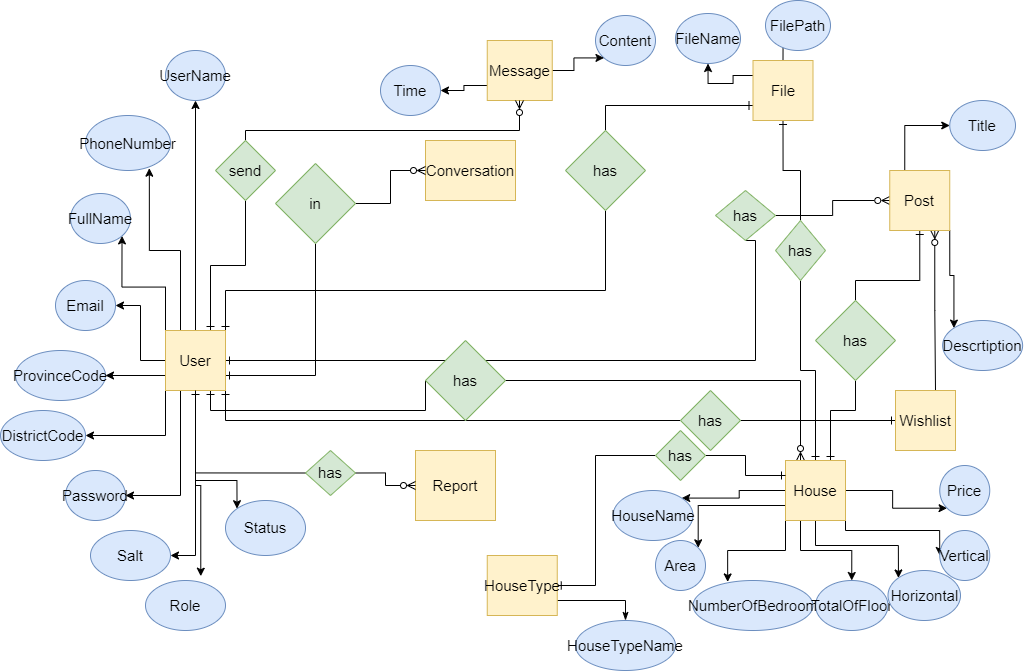 FilePath
Content
FileName
Message
UserName
Time
File
Title
PhoneNumber
send
Conversation
has
in
Post
FullName
has
has
Email
has
Descrtiption
User
ProvinceCode
has
has
Wishlist
DistrictCode
has
has
Report
House
Price
Password
HouseName
Status
Salt
Vertical
Area
HouseType
Horizontal
Role
NumberOfBedroom
TotalOfFloor
HouseTypeName